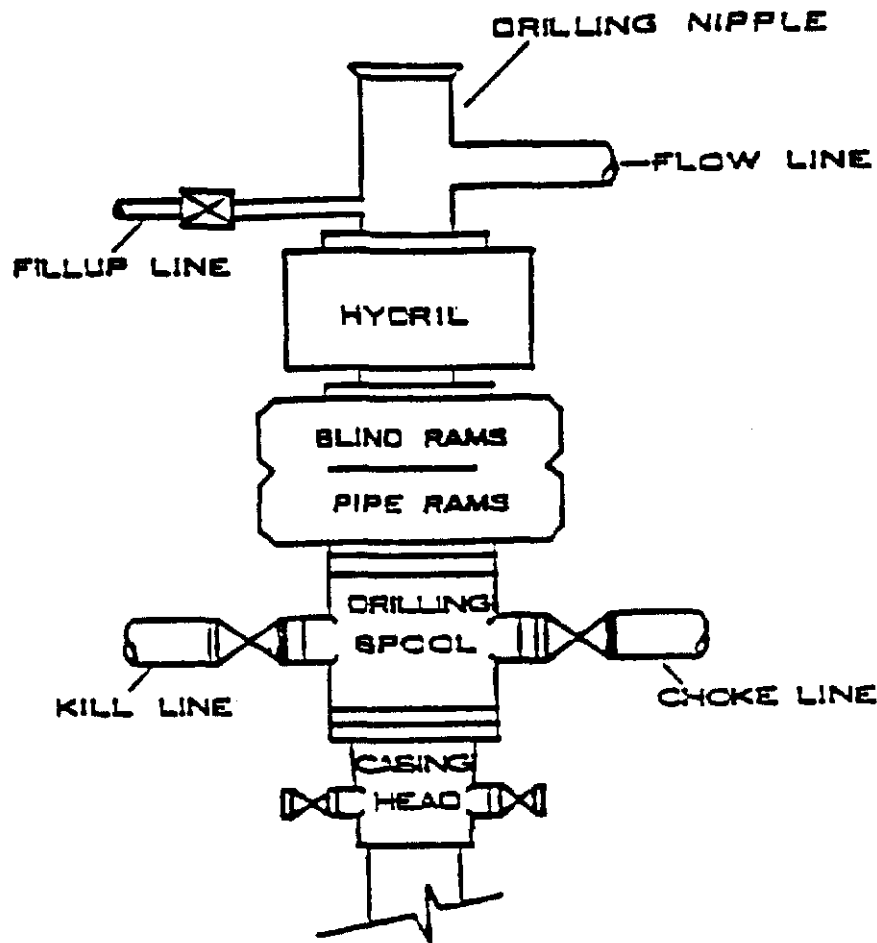 DRILLING NIPPLE
FLOW LINE
FILLUP LINE
HYDRIL
BLIND RAMS
PIPE RAMS
DRILLING
SPOOL
KILL LINE
CHOKE LINE
CASING
HEAD